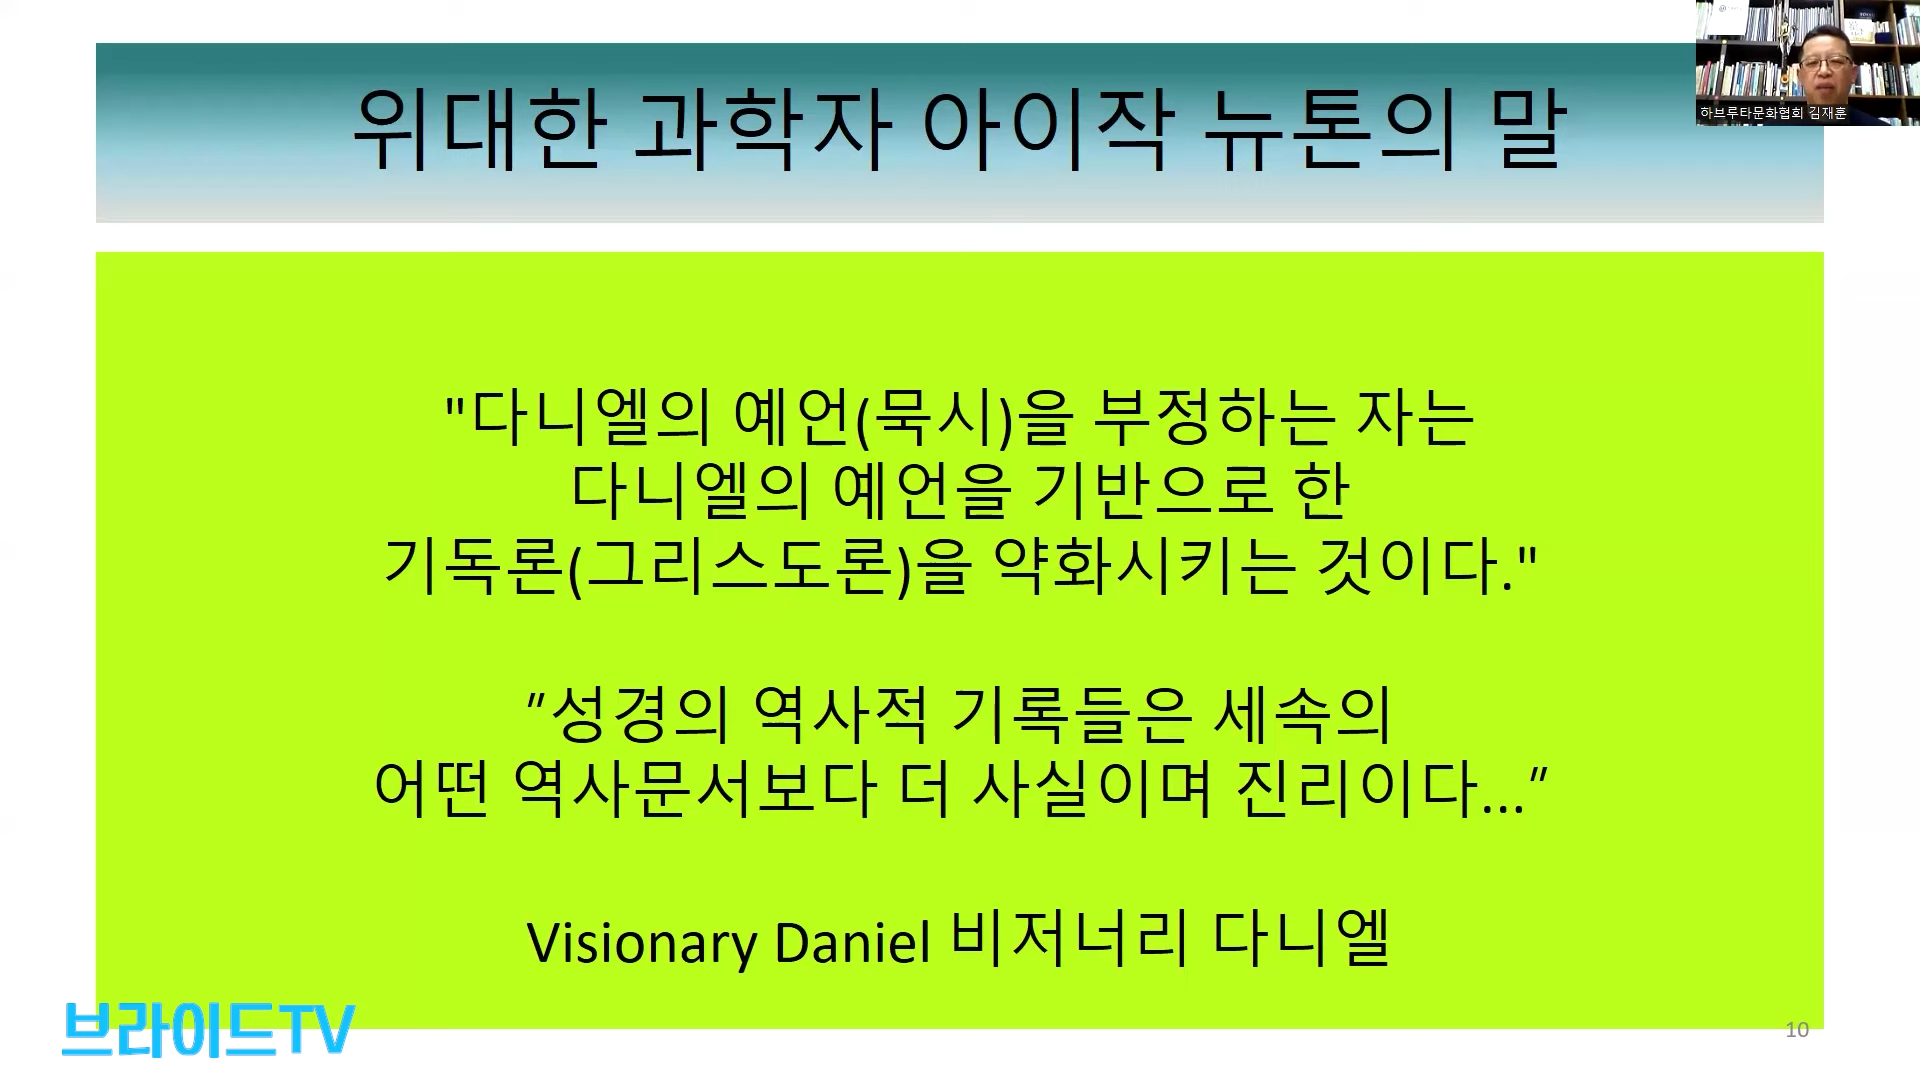 위대한 과학자 아이작 뉴톤의 말
하브루타문화협회 김재훈
"다니엘의 예언(묵시)을 부정하는 자는
다니엘의 예언을 기반으로 한
기독론(그리스도론)을 약화시키는 것이다."
"성경의 역사적 기록들은 세속의
어떤 역사문서보다 더 사실이며 진리이다..."
Visionary Daniel 비저너리 다니엘
브라이드TV
10